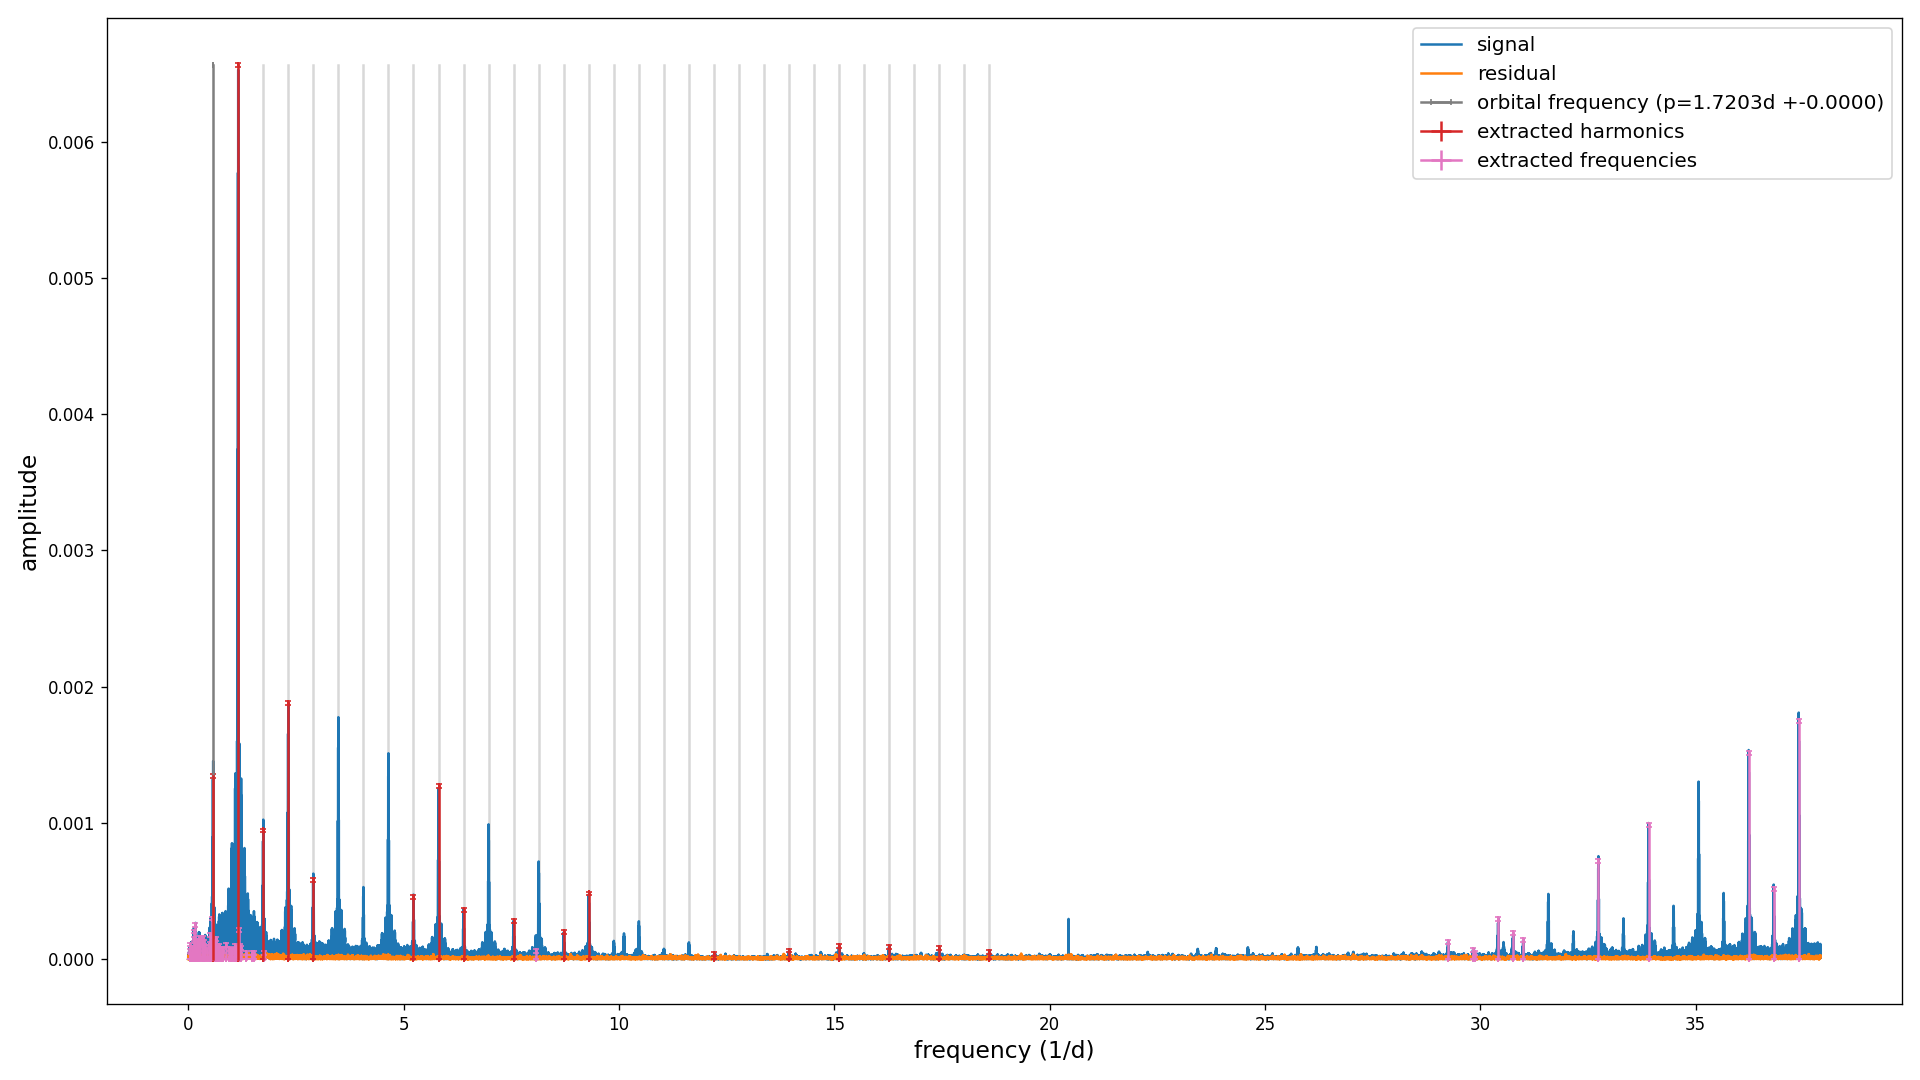 signal
residual
orbital frequency (p=1.7203d +-0.0000)
extracted harmonics
extracted frequencies
amplitude
0.006
0.005
0.004
0.003
0.002
0.001
0.000
0 5 10 15 20 25 30 35
frequency (1/d)